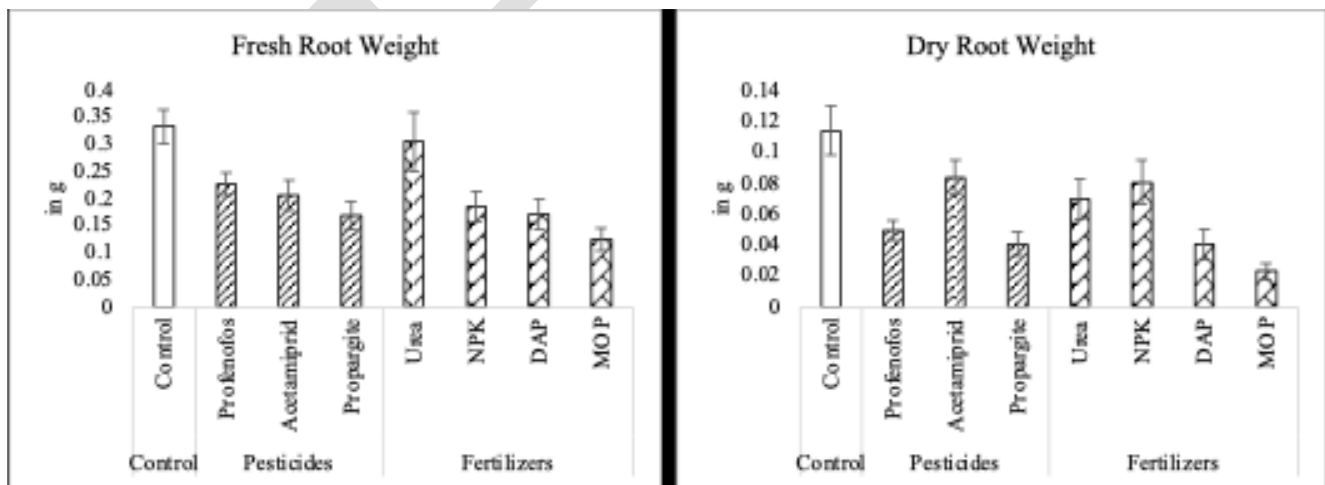 Fresh Root Weight
0.4
0.35
0.3
0.25
0.2
0.15
0.1
0.05
0
in g
Control
Profenofos
Acetamiprid
Propargite
Urea
NPK
DAP
MOP
Control
Pesticides
Fertilizers
Dry Root Weight
0.14
0.12
0.1
0.08
0.06
0.04
0.02
0
in g
Control
Profenofos
Acetamiprid
Propargite
Urea
NPK
DAP
MOP
Control
Pesticides
Fertilizers